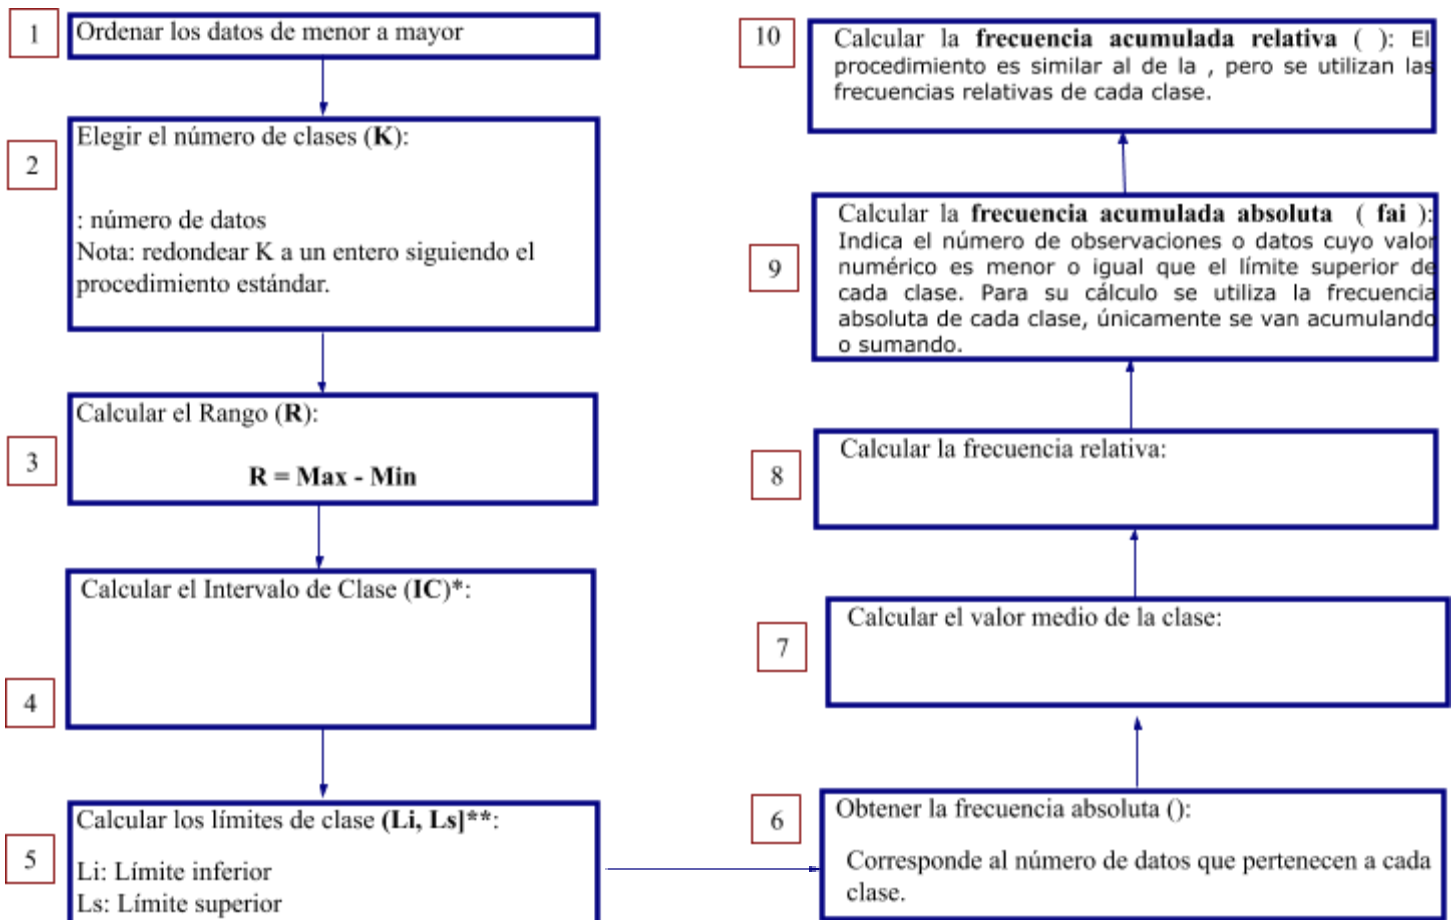 1
Ordenar los datos de menor a mayor
2
Elegir el número de clases (K):
: número de datos
Nota: redondear K a un entero siguiendo el
procedimiento estándar.
3
Calcular el Rango (R):
R = Max - Min
4
Calcular el Intervalo de Clase (IC)*:
5
Calcular los límites de clase (Li, Ls]**:
Li: Límite inferior
Ls: Límite superior
6
Obtener la frecuencia absoluta ():
Corresponde al número de datos que pertenecen a cada
clase.
7
Calcular el valor medio de la clase:
8
Calcular la frecuencia relativa:
9
Calcular la frecuencia acumulada absoluta ( fai ):
Indica el número de observaciones o datos cuyo valor
numérico es menor o igual que el límite superior de
cada clase. Para su cálculo se utiliza la frecuencia
absoluta de cada clase, únicamente se van acumulando
o sumando.
10
Calcular la frecuencia acumulada relativa ( ): El
procedimiento es similar al de la , pero se utilizan las
frecuencias relativas de cada clase.